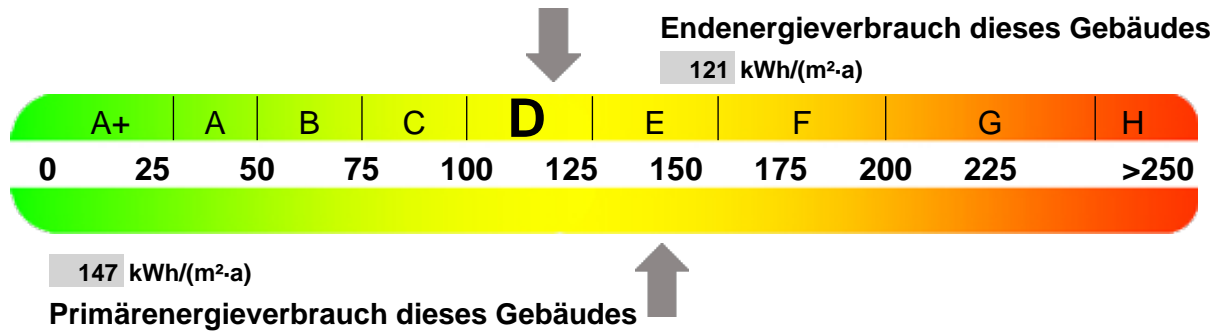 Endenergieverbrauch dieses Gebäudes
121 kWh/(m²·a)
A+ A B C D E F G H
0 25 50 75 100 125 150 175 200 225 >250
147 kWh/(m²·a)
Primärenergieverbrauch dieses Gebäudes